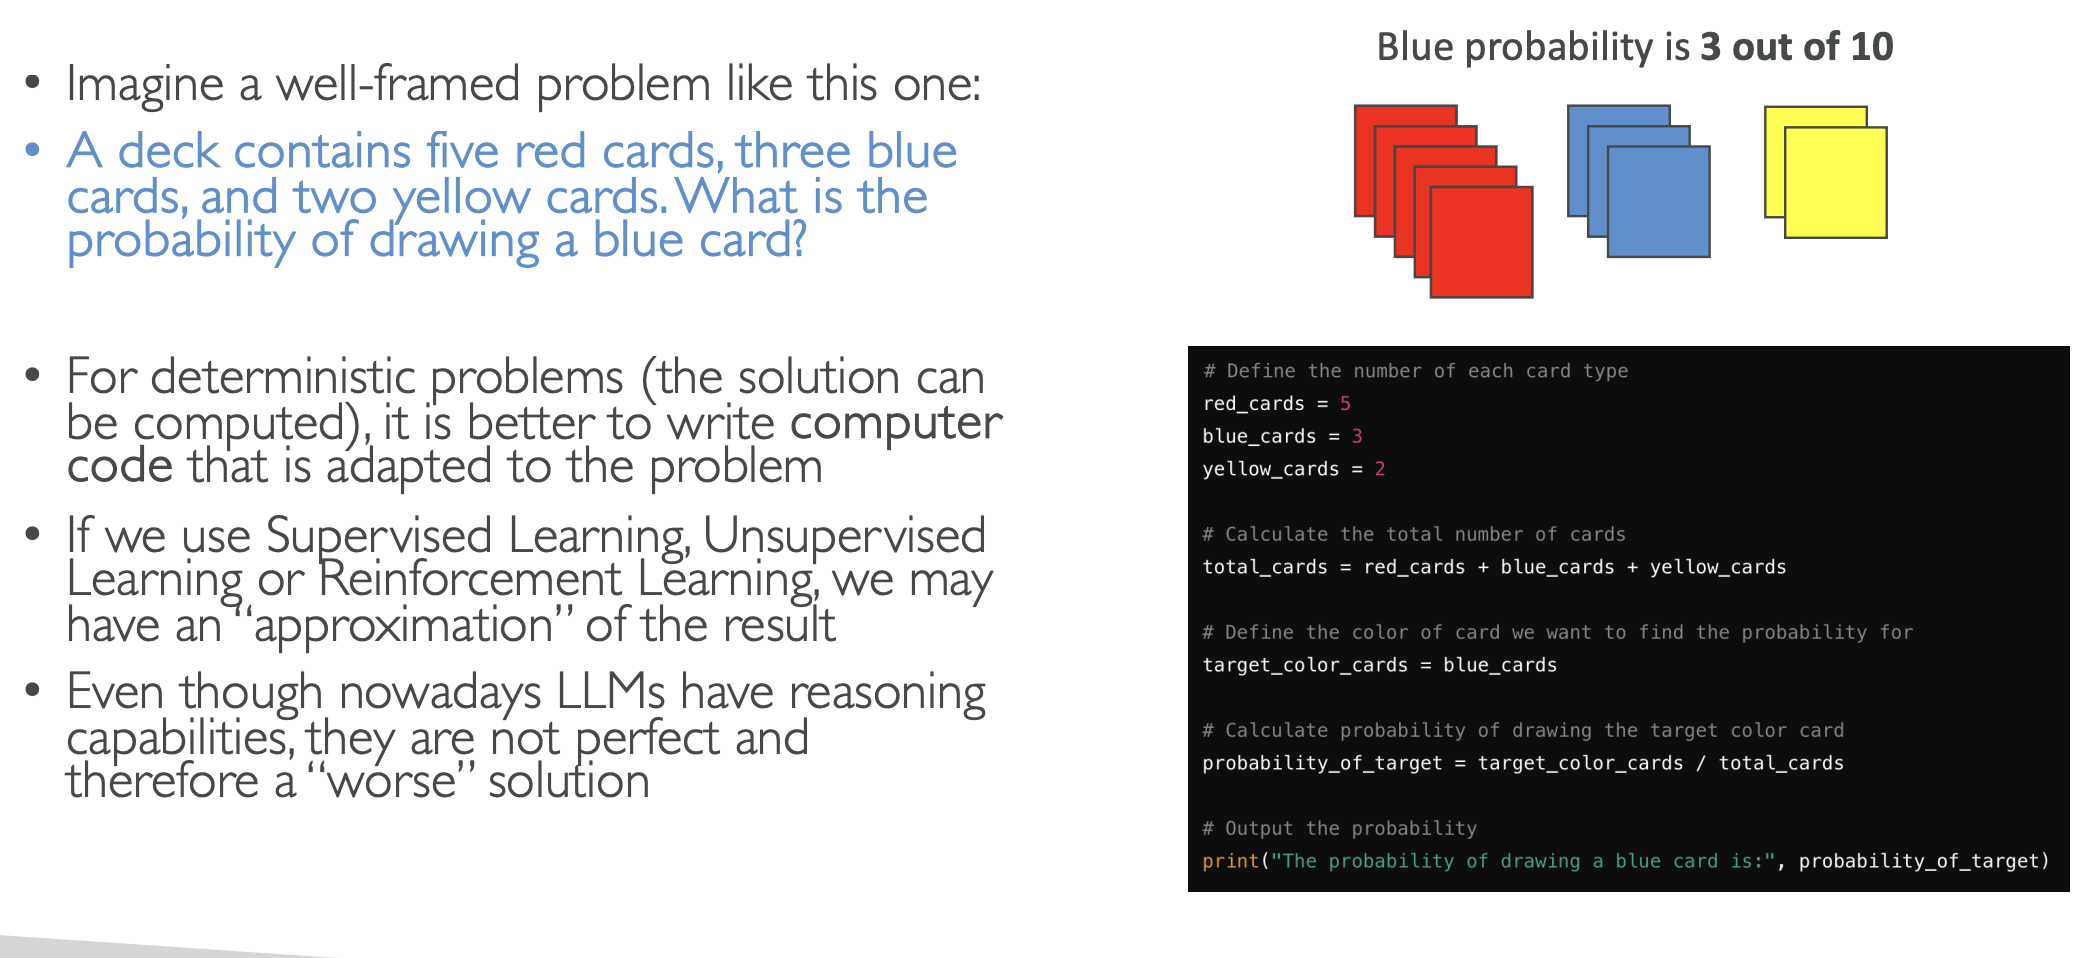 • Imagine a well-framed problem like this one:
• A deck contains five red cards, three blue
cards, and two yellow cards. What is the
probability of drawing a blue card?
• For deterministic problems (the solution can
be computed), it is better to write computer
code that is adapted to the problem
• If we use Supervised Learning, Unsupervised
Learning or Reinforcement Learning, we may
have an “approximation” of the result
• Even though nowadays LLMs have reasoning
capabilities, they are not perfect and
therefore a “worse” solution
Blue probability is 3 out of 10
# Define the number of each card type
red_cards = 5
blue_cards = 3
yellow_cards = 2
# Calculate the total number of cards
total_cards = red_cards + blue_cards + yellow_cards
# Define the color of card we want to find the probability for
target_color_cards = blue_cards
# Calculate probability of drawing the target color card
probability_of_target = target_color_cards / total_cards
# Output the probability
print("The probability of drawing a blue card is:", probability_of_target)